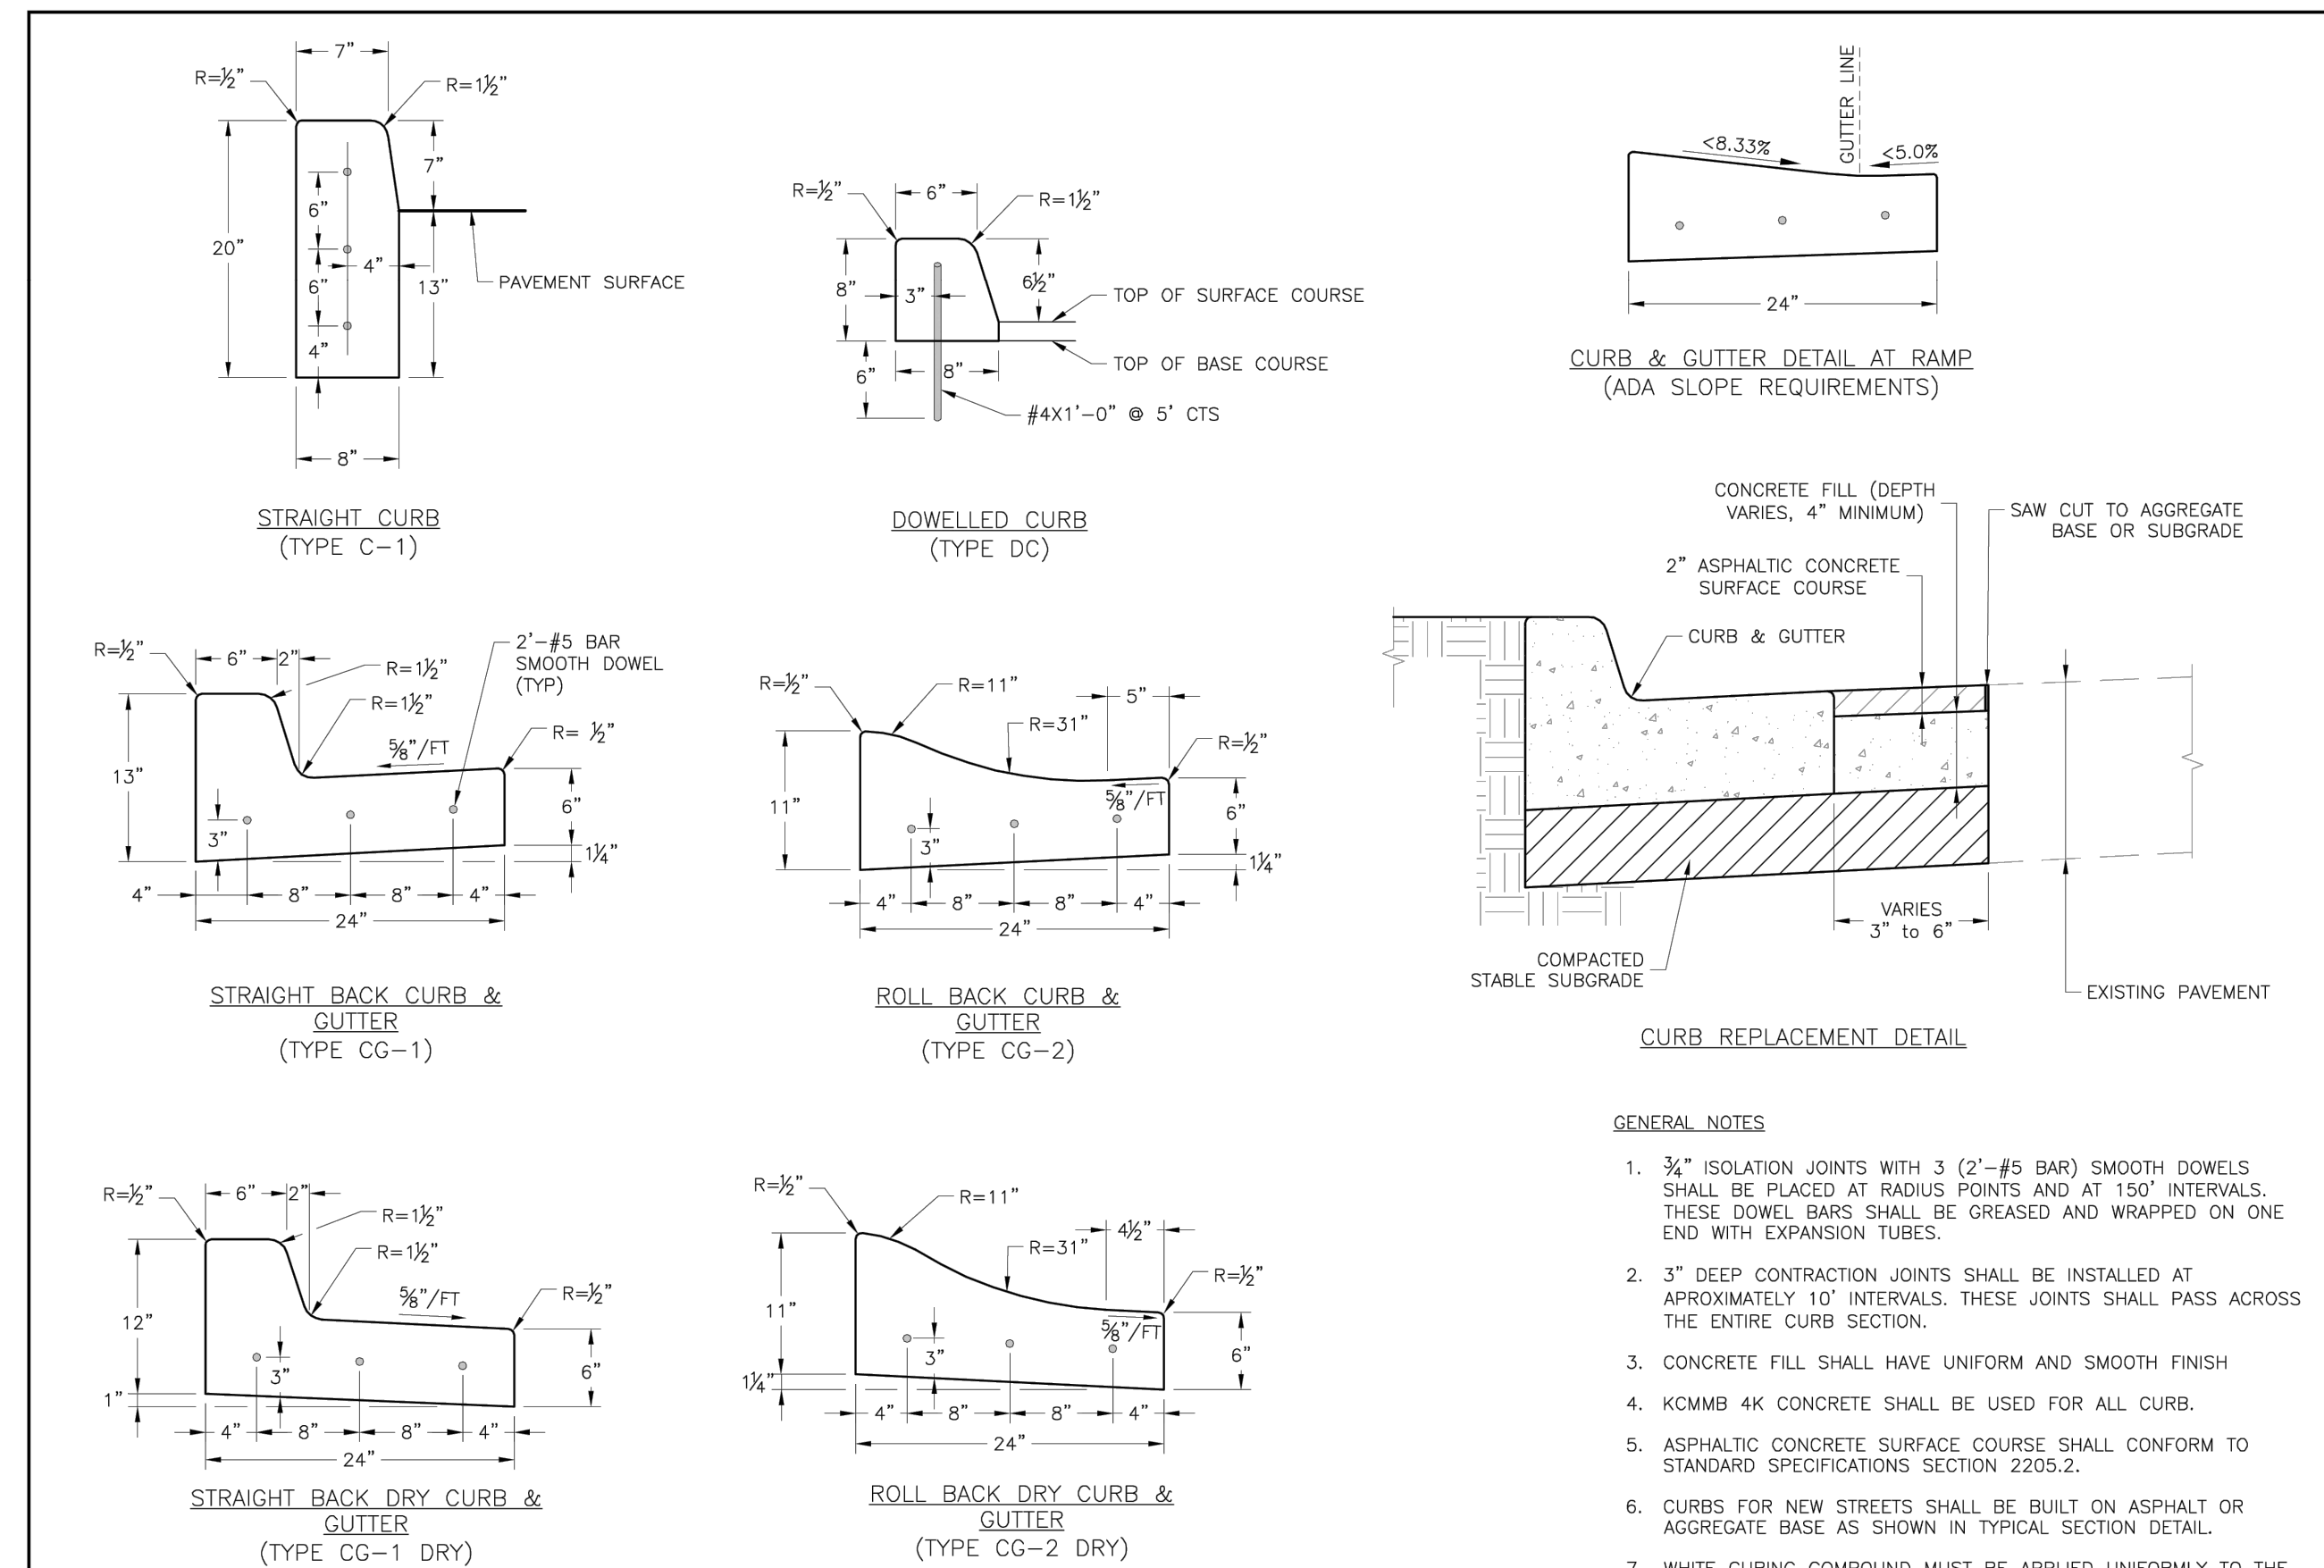 7"
R=½"
R=1½"
7"
6"
20"
4"
6"
13"
PAVEMENT SURFACE
4"
8"
STRAIGHT CURB
(TYPE C-1)
R=½"
6"
R=1½"
8"
3"
6½"
TOP OF SURFACE COURSE
TOP OF BASE COURSE
6"
8"
#4X1'-0" @ 5' CTS
DOWELLED CURB
(TYPE DC)
GUTTER LINE
<8.33%
<5.0%
24"
CURB & GUTTER DETAIL AT RAMP
(ADA SLOPE REQUIREMENTS)
R=½"
6"
2"
R=1½"
R=1½"
2'-#5 BAR
SMOOTH DOWEL
(TYP)
R= ½"
⅝"/FT
13"
3"
6"
1¼"
4"
8"
8"
4"
24"
STRAIGHT BACK CURB &
GUTTER
(TYPE CG-1)
R=½"
R=11"
R=31"
5"
R=½"
⅝"/FT
11"
3"
6"
1¼"
4"
8"
8"
4"
24"
ROLL BACK CURB &
GUTTER
(TYPE CG-2)
CONCRETE FILL (DEPTH
VARIES, 4" MINIMUM)
SAW CUT TO AGGREGATE
BASE OR SUBGRADE
2" ASPHALTIC CONCRETE
SURFACE COURSE
CURB & GUTTER
VARIES
3" to 6"
COMPACTED
STABLE SUBGRADE
EXISTING PAVEMENT
CURB REPLACEMENT DETAIL
R=½"
6"
2"
R=1½"
R=1½"
⅝"/FT
R=½"
12"
3"
6"
1"
4"
8"
8"
4"
24"
STRAIGHT BACK DRY CURB &
GUTTER
(TYPE CG-1 DRY)
R=½"
R=11"
R=31"
4½"
R=½"
⅝"/FT
11"
3"
6"
1¼"
4"
8"
8"
4"
24"
ROLL BACK DRY CURB &
GUTTER
(TYPE CG-2 DRY)
GENERAL NOTES
1. ¾" ISOLATION JOINTS WITH 3 (2'-#5 BAR) SMOOTH DOWELS
SHALL BE PLACED AT RADIUS POINTS AND AT 150' INTERVALS.
THESE DOWEL BARS SHALL BE GREASED AND WRAPPED ON ONE
END WITH EXPANSION TUBES.
2. 3" DEEP CONTRACTION JOINTS SHALL BE INSTALLED AT
APROXIMATELY 10' INTERVALS. THESE JOINTS SHALL PASS ACROSS
THE ENTIRE CURB SECTION.
3. CONCRETE FILL SHALL HAVE UNIFORM AND SMOOTH FINISH
4. KCMMB 4K CONCRETE SHALL BE USED FOR ALL CURB.
5. ASPHALTIC CONCRETE SURFACE COURSE SHALL CONFORM TO
STANDARD SPECIFICATIONS SECTION 2205.2.
6. CURBS FOR NEW STREETS SHALL BE BUILT ON ASPHALT OR
AGGREGATE BASE AS SHOWN IN TYPICAL SECTION DETAIL.
7. WHITE CURING COMPOUND MUST BE APPLIED UNIFORMLY TO THE